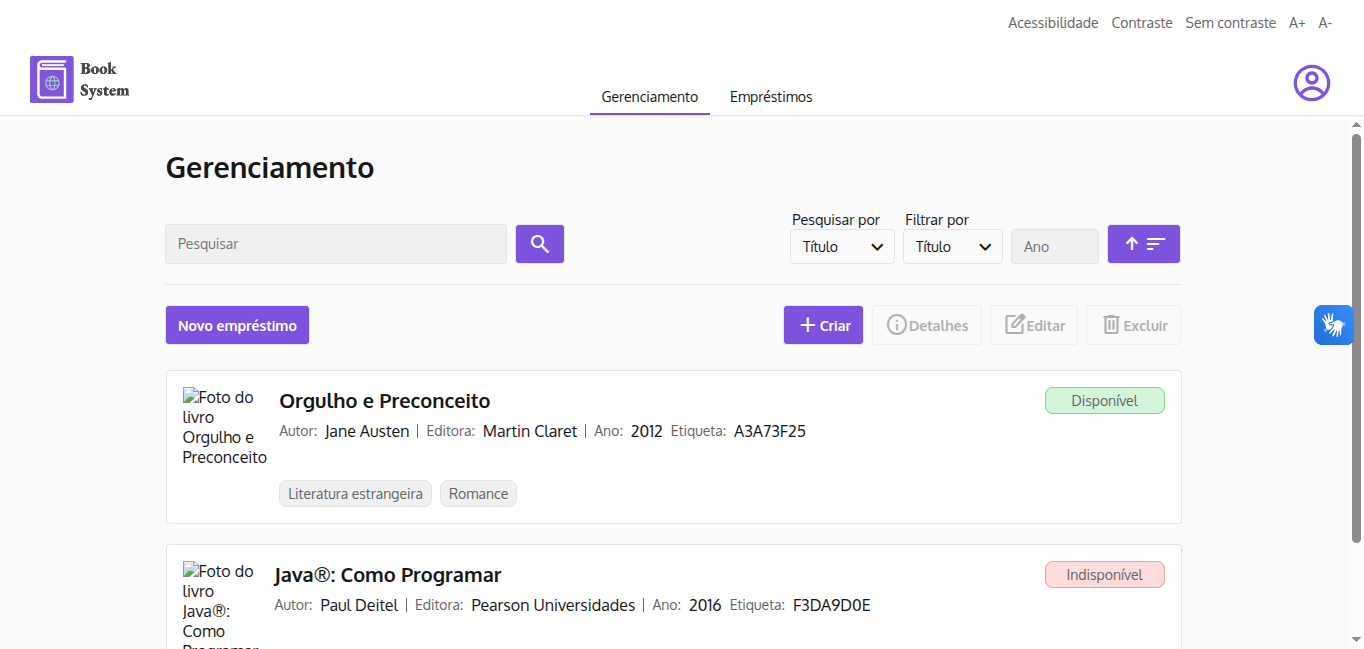 Acessibilidade Contraste Sem contraste A+ A-
Book
System
Gerenciamento Empréstimos
Gerenciamento
Pesquisar por Filtrar por
Pesquisar Título Título Ano
Novo empréstimo Criar Detalhes Editar Excluir
Foto do
livro
Orgulho e
Preconceito
Orgulho e Preconceito Disponível
Autor: Jane Austen | Editora: Martin Claret | Ano: 2012 Etiqueta: A3A73F25
Literatura estrangeira Romance
Foto do
livro
Java®:
Como
Java®: Como Programar Indisponível
Autor: Paul Deitel | Editora: Pearson Universidades | Ano: 2016 Etiqueta: F3DA9D0E